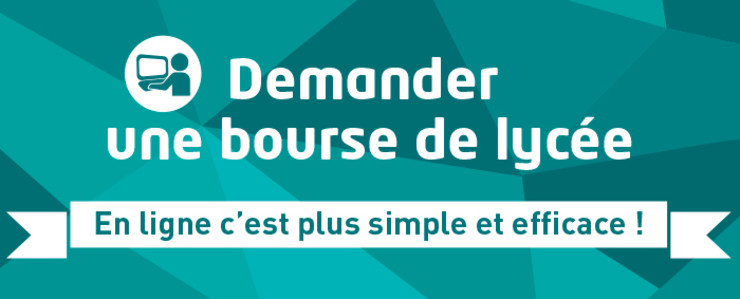 Demander
une bourse de lycée
En ligne c’est plus simple et efficace !